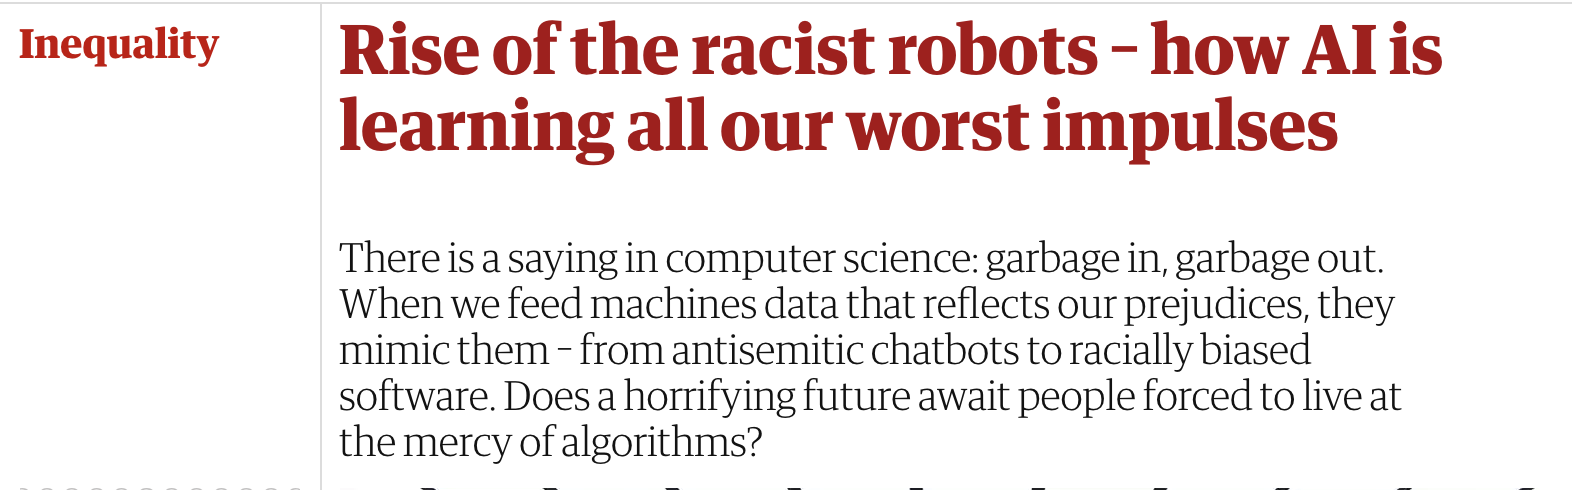 Inequality
Rise of the racist robots – how AI is
learning all our worst impulses
There is a saying in computer science: garbage in, garbage out.
When we feed machines data that reflects our prejudices, they
mimic them – from antisemitic chatbots to racially biased
software. Does a horrifying future await people forced to live at
the mercy of algorithms?